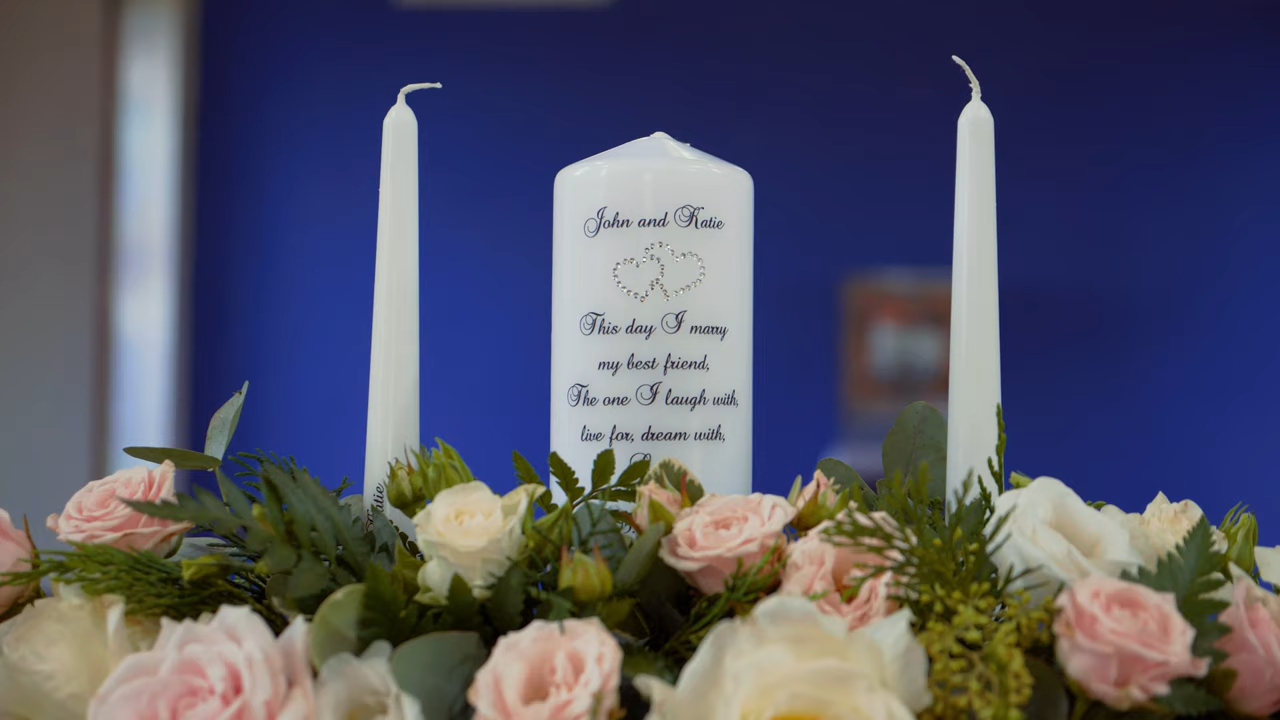 John and Katie
This day I marry
my best friend,
The one I laugh with,
live for, dream with,